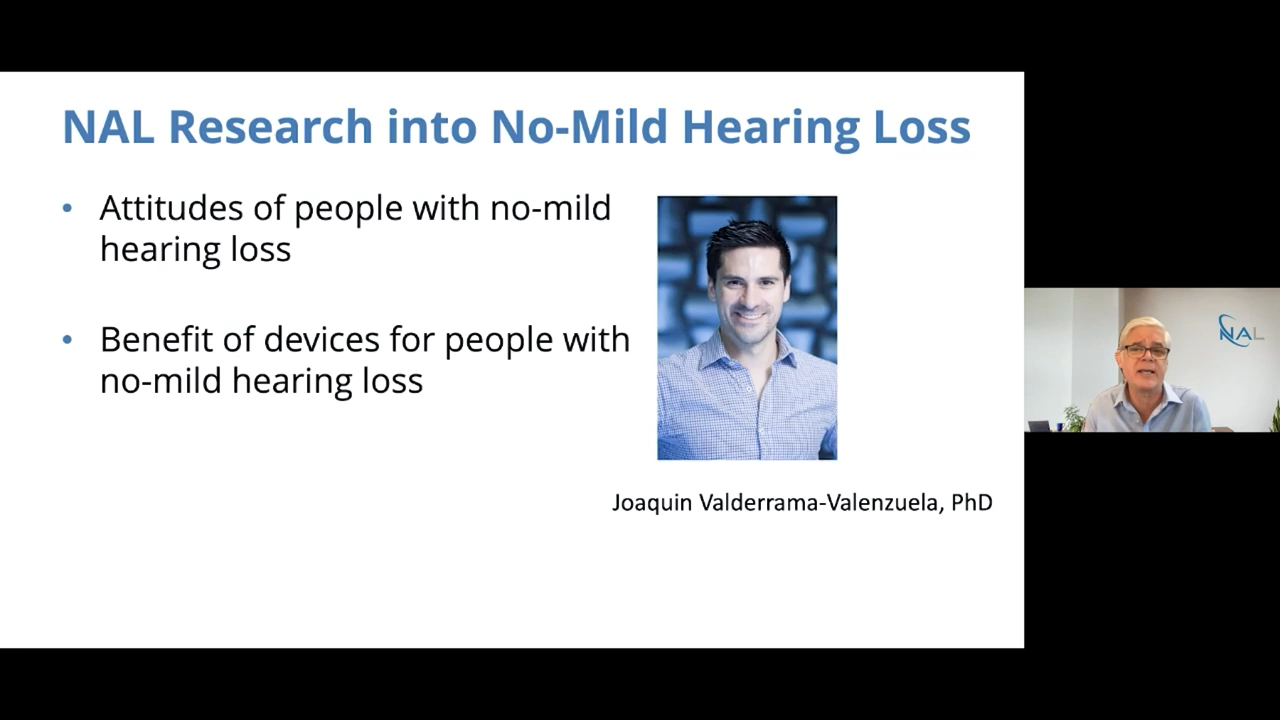 NAL Research into No-Mild Hearing Loss
• Attitudes of people with no-mild
hearing loss
• Benefit of devices for people with
no-mild hearing loss
Joaquin Valderrama-Valenzuela, PhD
NAL